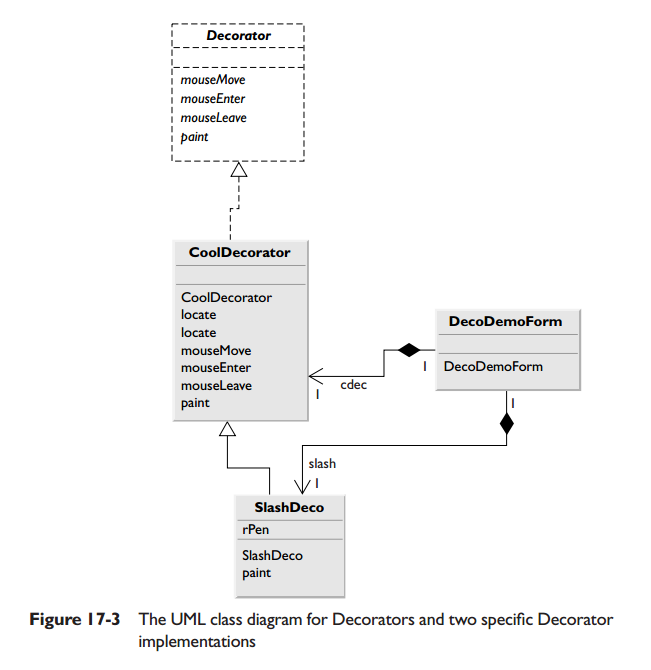 Decorator
mouseMove
mouseEnter
mouseLeave
paint
CoolDecorator
CoolDecorator
locate
locate
mouseMove
mouseEnter
mouseLeave
paint
DecoDemoForm
DecoDemoForm
1
cdec
1
1
slash
1
SlashDeco
rPen
SlashDeco
paint
Figure 17-3 The UML class diagram for Decorators and two specific Decorator
implementations